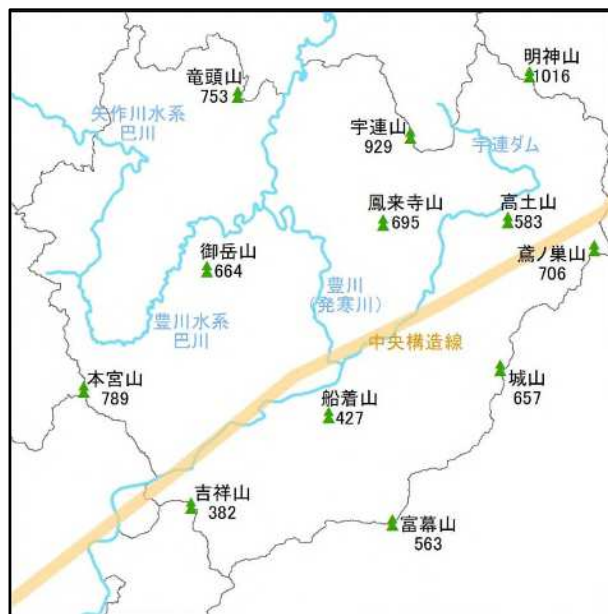 明神山
1016
竜頭山
753
矢作川水系
巴川
宇連山
929
宇連ダム
鳳来寺山
695
高土山
583
鳶ノ巣山
706
御岳山
664
豊川
(発寒川)
豊川水系
巴川
中央構造線
本宮山
789
城山
657
船着山
427
吉祥山
382
富幕山
563